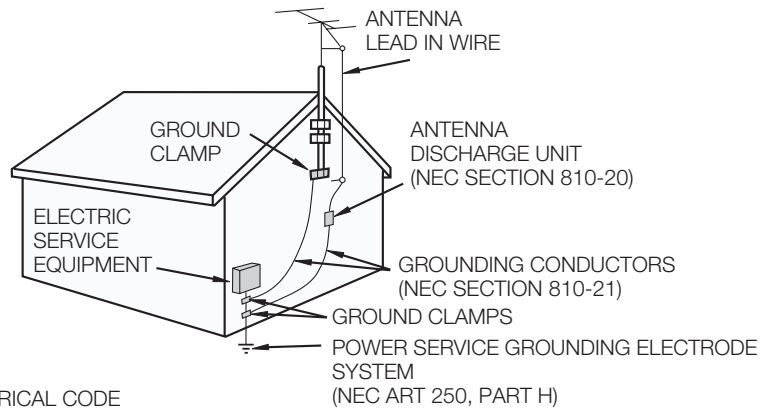 ANTENNA
LEAD IN WIRE
GROUND
CLAMP
ANTENNA
DISCHARGE UNIT
(NEC SECTION 810-20)
ELECTRIC
SERVICE
EQUIPMENT
GROUNDING CONDUCTORS
(NEC SECTION 810-21)
GROUND CLAMPS
POWER SERVICE GROUNDING ELECTRODE
SYSTEM
(NEC ART 250, PART H)
RICAL CODE